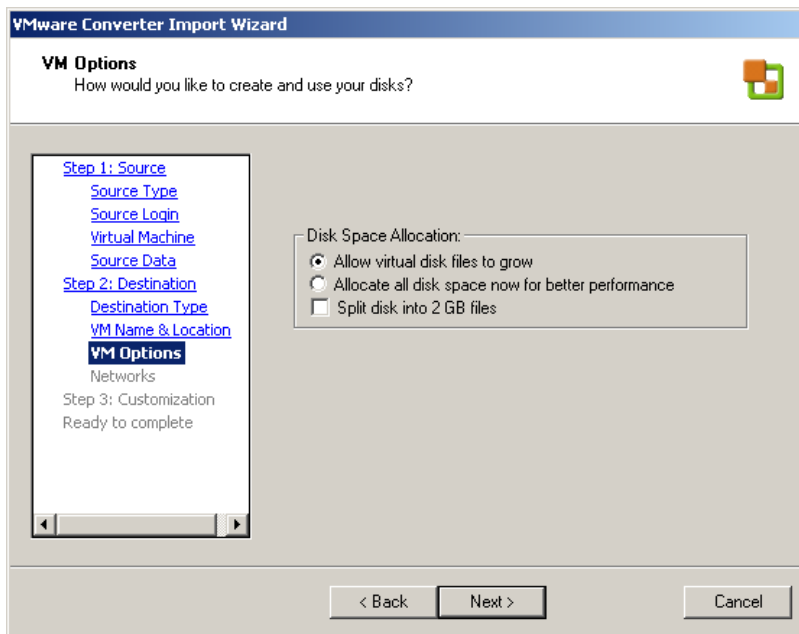 VMware Converter Import Wizard
VM Options
How would you like to create and use your disks?
Step 1: Source
Source Type
Source Login
Virtual Machine
Source Data
Step 2: Destination
Destination Type
VM Name & Location
VM Options
Networks
Step 3: Customization
Ready to complete
Disk Space Allocation:
Allow virtual disk files to grow
Allocate all disk space now for better performance
Split disk into 2 GB files
< Back
Next >
Cancel